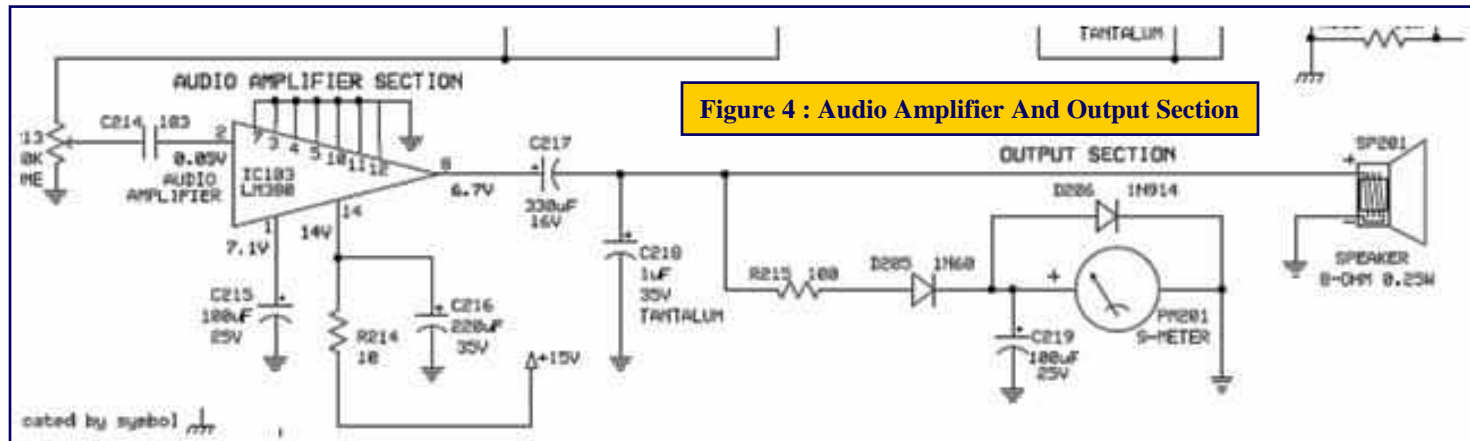 TANTALUM
AUDIO AMPLIFIER SECTION
Figure 4 : Audio Amplifier And Output Section
C214 103
2
7
3
4
5
10
11
12
0.05V
AUDIO
AMPLIFIER
IC103
LM380
8
6.7V
1
7.1V
14
14V
C217
+
330uF
16V
OUTPUT SECTION
SP201
+
-
SPEAKER
8-OHM 0.25W
D206 1N914
R215 100
D205 1N60
+
PM201
S-METER
+
C218
1uF
35V
TANTALUM
+
C219
100uF
25V
C215
+
100uF
25V
R214
10
+
C216
220uF
35V
+15V
13
0K
ME
cated by symbol